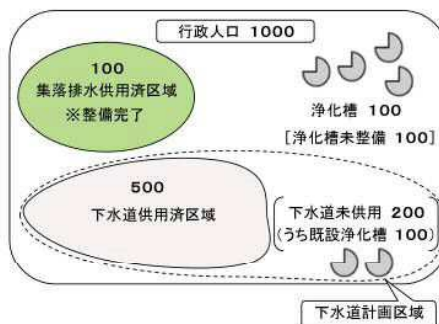 行政人口 1000
100
集落排水供用済区域
※整備完了
浄化槽 100
[浄化槽未整備 100]
500
下水道供用済区域
下水道未供用 200
(うち既設浄化槽 100)
下水道計画区域